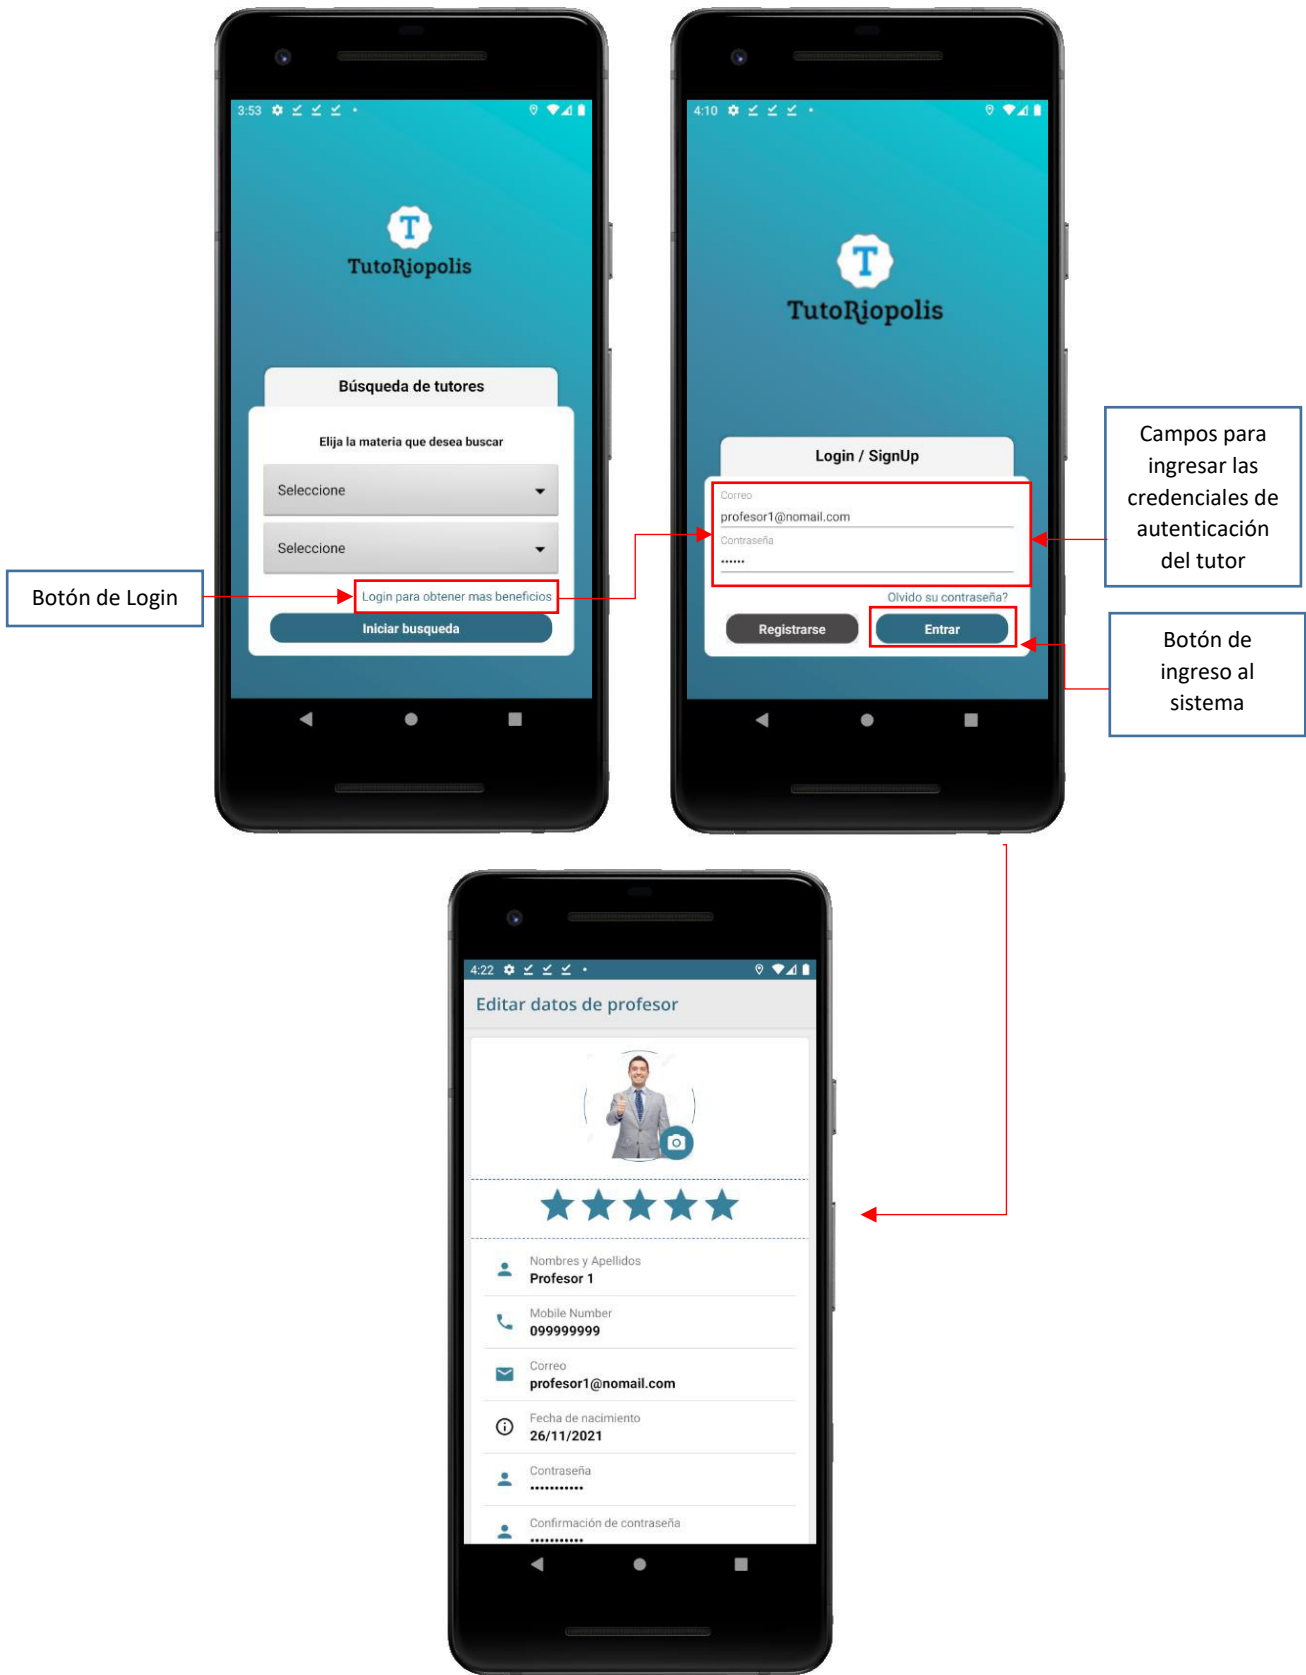 3:53
T
TutoRiopolis
Búsqueda de tutores
Elija la materia que desea buscar
Seleccione
Seleccione
Login para obtener mas beneficios
Iniciar busqueda
Botón de Login
4:10
T
TutoRiopolis
Login / SignUp
Correo
profesor1@nomail.com
Contraseña
••••••
Olvido su contraseña?
Registrarse
Entrar
Campos para
ingresar las
credenciales de
autenticación
del tutor
Botón de
ingreso al
sistema
4:22
Editar datos de profesor
Nombres y Apellidos
Profesor 1
Mobile Number
099999999
Correo
profesor1@nomail.com
Fecha de nacimiento
26/11/2021
Contraseña
•••••••••••
Confirmación de contraseña
•••••••••••